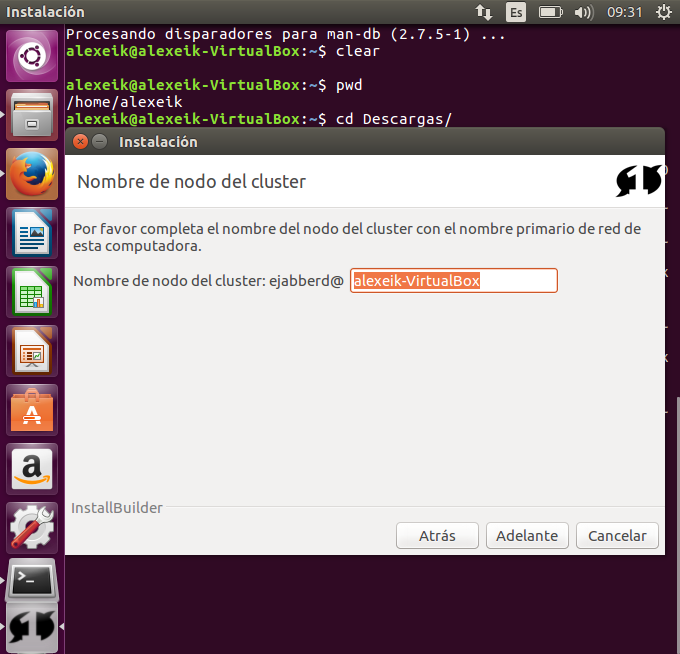 Instalación
Es
09:31
Procesando disparadores para man-db (2.7.5-1) ...
alexeik@alexeik-VirtualBox:~$ clear
alexeik@alexeik-VirtualBox:~$ pwd
/home/alexeik
alexeik@alexeik-VirtualBox:~$ cd Descargas/
Instalación
Nombre de nodo del cluster
Por favor completa el nombre del nodo del cluster con el nombre primario de red de
esta computadora.
Nombre de nodo del cluster: ejabberd@ alexeik-VirtualBox
InstallBuilder
Atrás Adelante Cancelar